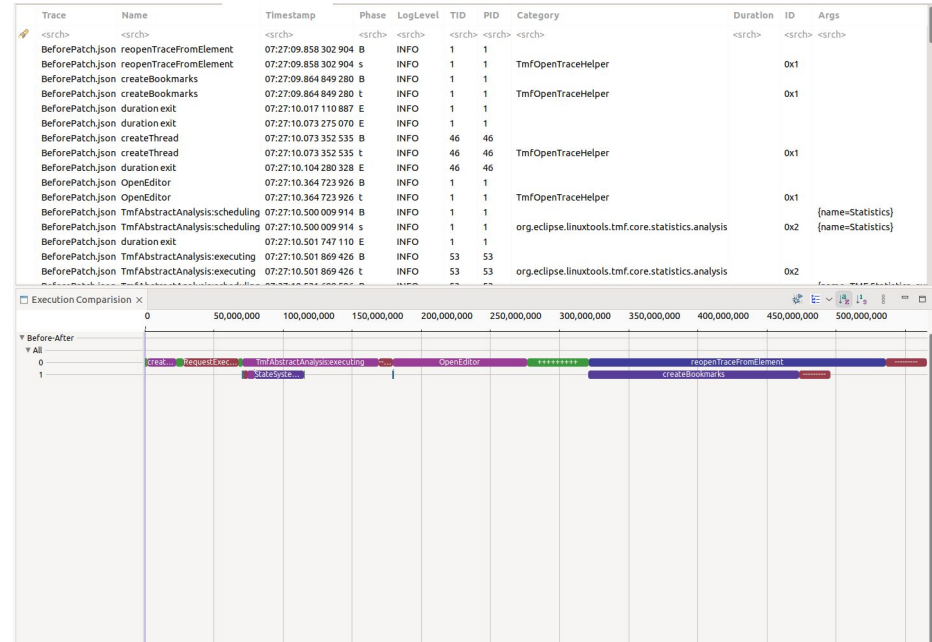 Trace Name Timestamp Phase LogLevel TID PID Category Duration ID Args
<srch> <srch> <srch> <srch> <srch> <srch> <srch> <srch> <srch> <srch> <srch>
BeforePatch.json reopenTraceFromElement 07:27:09.858 302 904 B INFO 1 1
BeforePatch.json reopenTraceFromElement 07:27:09.858 302 904 s INFO 1 1 TmfOpenTraceHelper 0x1
BeforePatch.json createBookmarks 07:27:09.864 849 280 B INFO 1 1
BeforePatch.json createBookmarks 07:27:09.864 849 280 t INFO 1 1 TmfOpenTraceHelper 0x1
BeforePatch.json duration exit 07:27:10.017 110 887 E INFO 1 1
BeforePatch.json duration exit 07:27:10.073 275 070 E INFO 1 1
BeforePatch.json createThread 07:27:10.073 352 535 B INFO 46 46
BeforePatch.json createThread 07:27:10.073 352 535 t INFO 46 46 TmfOpenTraceHelper 0x1
BeforePatch.json duration exit 07:27:10.104 280 328 E INFO 46 46
BeforePatch.json OpenEditor 07:27:10.364 723 926 B INFO 1 1
BeforePatch.json OpenEditor 07:27:10.364 723 926 t INFO 1 1 TmfOpenTraceHelper 0x1
BeforePatch.json TmfAbstractAnalysis:scheduling 07:27:10.500 009 914 B INFO 1 1 {name=Statistics}
BeforePatch.json TmfAbstractAnalysis:scheduling 07:27:10.500 009 914 s INFO 1 1 org.eclipse.linuxtools.tmf.core.statistics.analysis 0x2 {name=Statistics}
BeforePatch.json duration exit 07:27:10.501 747 110 E INFO 1 1
BeforePatch.json TmfAbstractAnalysis:executing 07:27:10.501 869 426 B INFO 53 53
BeforePatch.json TmfAbstractAnalysis:executing 07:27:10.501 869 426 t INFO 53 53 org.eclipse.linuxtools.tmf.core.statistics.analysis 0x2
Execution Comparision
0 50,000,000 100,000,000 150,000,000 200,000,000 250,000,000 300,000,000 350,000,000 400,000,000 450,000,000 500,000,000
Before-After
All
0 creat... RequestExec... TmfAbstractAnalysis:executing --... OpenEditor +++++++++ reopenTraceFromElement ---------
1 StateSyste... createBookmarks ---------